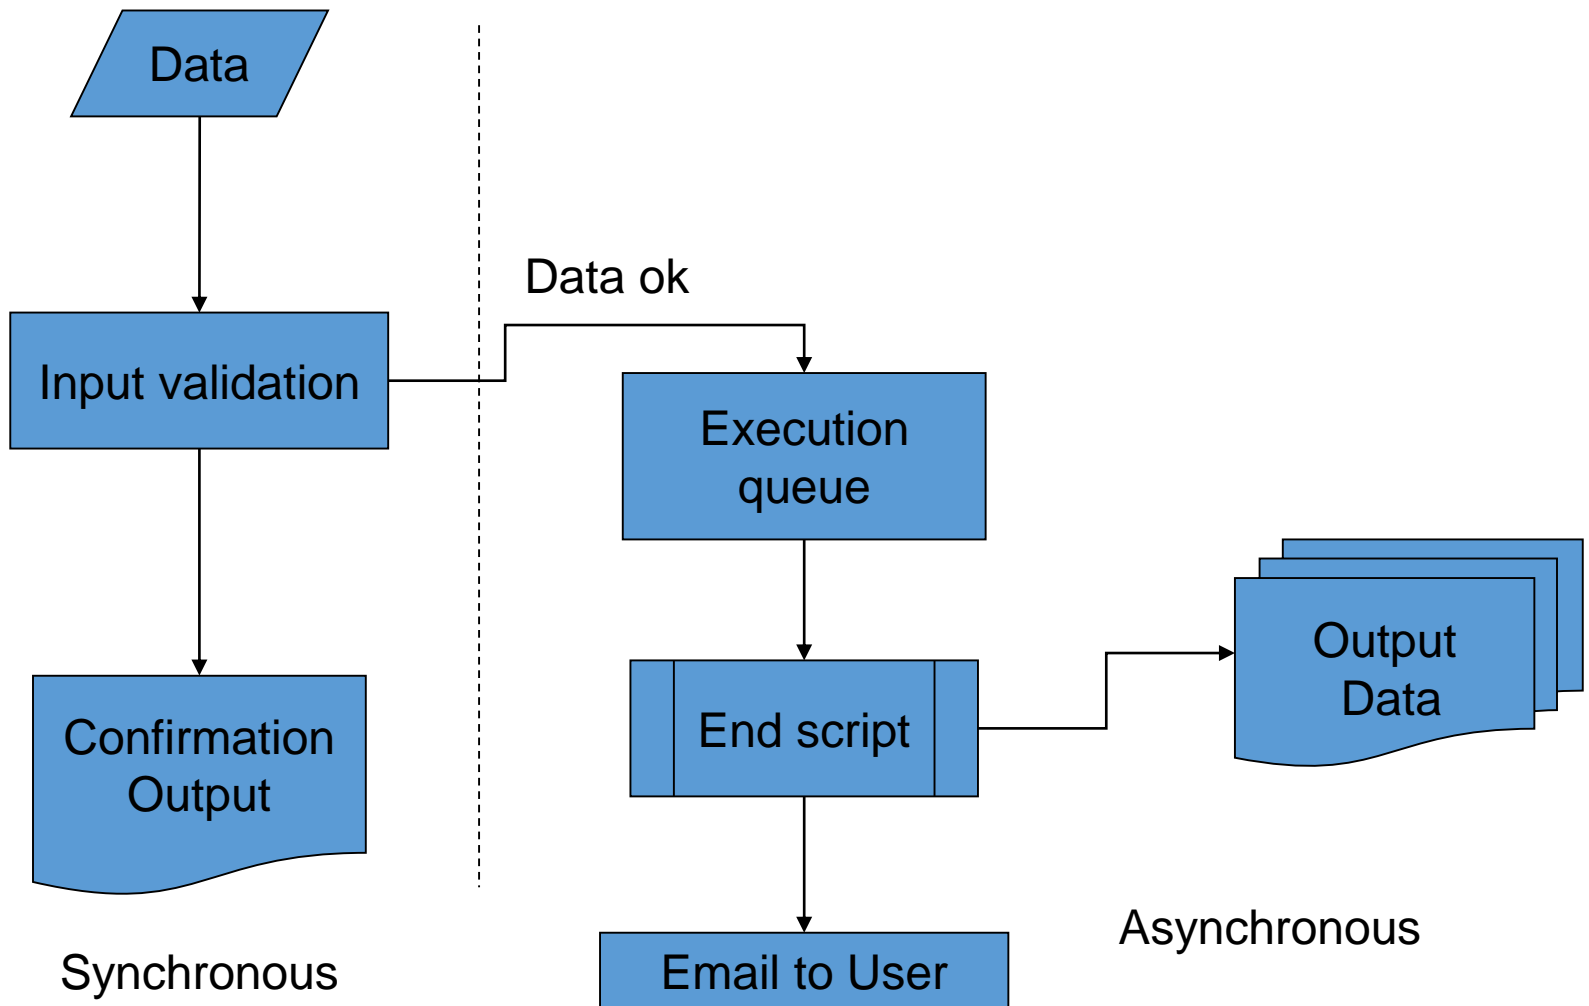 Data
Data ok
Input validation
Execution
queue
Output
Data
End script
Confirmation
Output
Asynchronous
Synchronous
Email to User